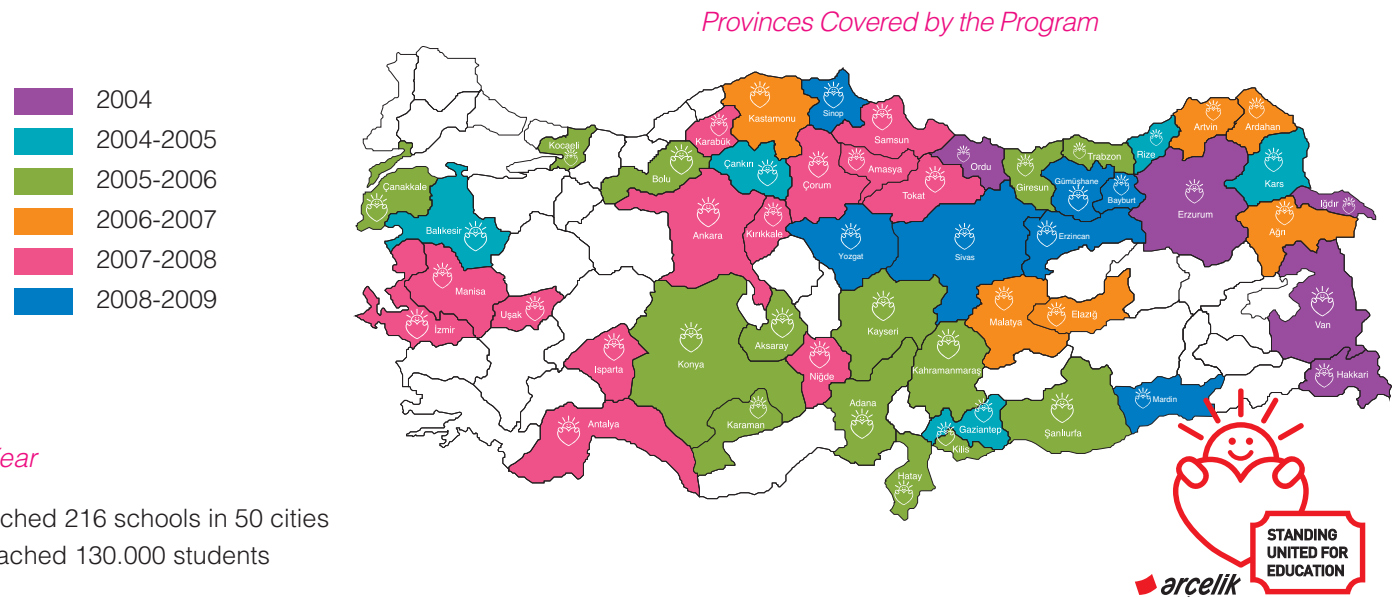 Provinces Covered by the Program
2004
2004-2005
2005-2006
2006-2007
2007-2008
2008-2009
Kastamonu
Sinop
Karabük
Samsun
Kocaeli
Bolu
Çankırı
Çorum
Amasya
Tokat
Ordu
Giresun
Trabzon
Rize
Artvin
Ardahan
Kars
Gümüşhane
Bayburt
Erzurum
Iğdır
Ağrı
Çanakkale
Balıkesir
Ankara
Kırıkkale
Yozgat
Sivas
Erzincan
Manisa
Uşak
İzmir
Konya
Aksaray
Kayseri
Malatya
Elazığ
Van
Hakkari
Isparta
Niğde
Kahramanmaraş
Adana
Antalya
Karaman
Gaziantep
Kilis
Şanlıurfa
Mardin
Hatay
ear
ched 216 schools in 50 cities
ached 130.000 students
STANDING
UNITED FOR
EDUCATION
arçelik